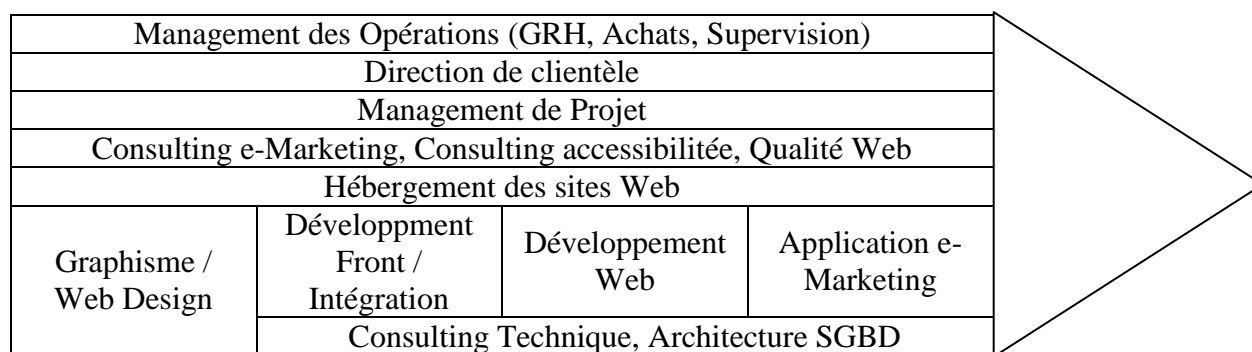 Management des Opérations (GRH, Achats, Supervision)
Direction de clientèle
Management de Projet
Consulting e-Marketing, Consulting accessibilitée, Qualité Web
Hébergement des sites Web
Graphisme /
Web Design
Développment
Front /
Intégration
Développement
Web
Application e-
Marketing
Consulting Technique, Architecture SGBD